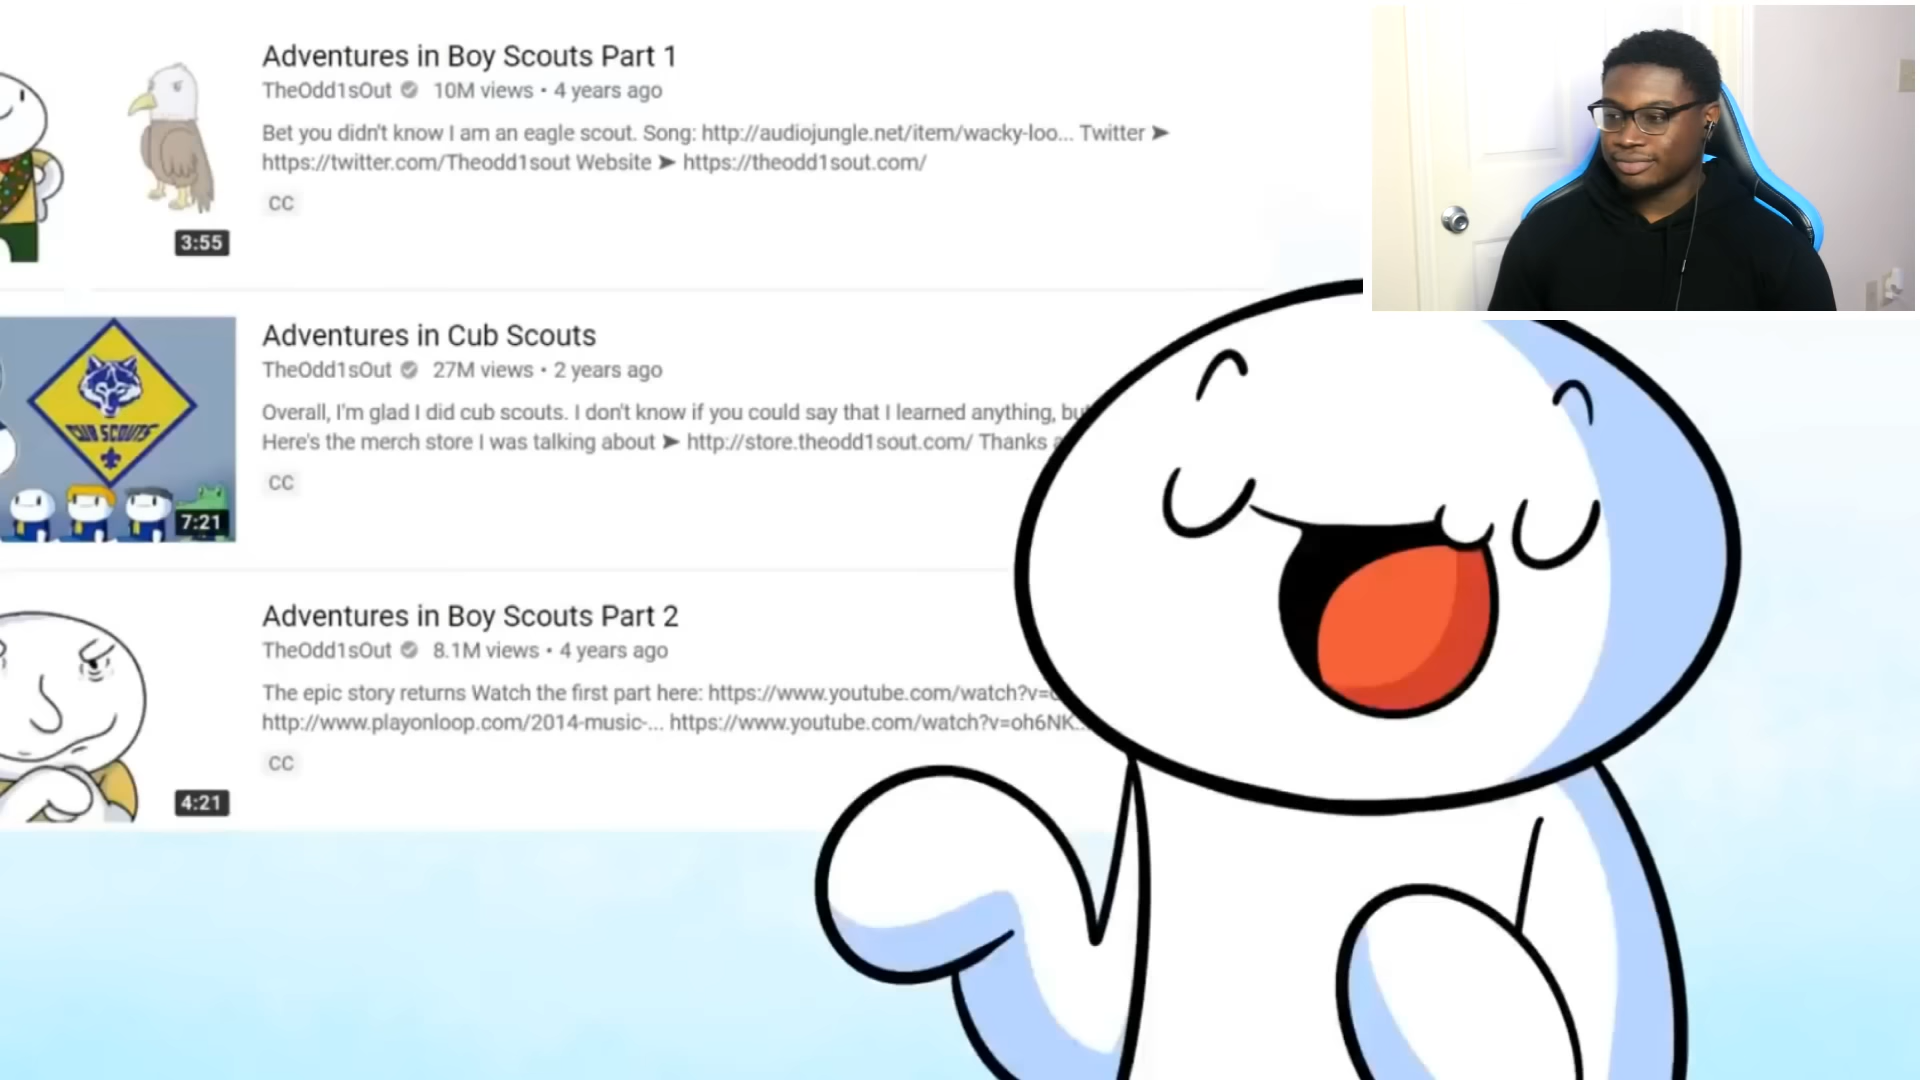 Adventures in Boy Scouts Part 1
TheOdd1sOut 10M views • 4 years ago
Bet you didn't know I am an eagle scout. Song: http://audiojungle.net/item/wacky-loo... Twitter ➤
https://twitter.com/Theodd1sout Website ➤ https://theodd1sout.com/
CC
3:55
Adventures in Cub Scouts
TheOdd1sOut 27M views • 2 years ago
Overall, I'm glad I did cub scouts. I don't know if you could say that I learned anything,
Here's the merch store I was talking about ➤ http://store.theodd1sout.com/ Thanks
CC
CUB SCOUTS
7:21
Adventures in Boy Scouts Part 2
TheOdd1sOut 8.1M views • 4 years ago
The epic story returns Watch the first part here: https://www.youtube.com/watch?v=
http://www.playonloop.com/2014-music-... https://www.youtube.com/watch?v=oh6NK...
CC
4:21